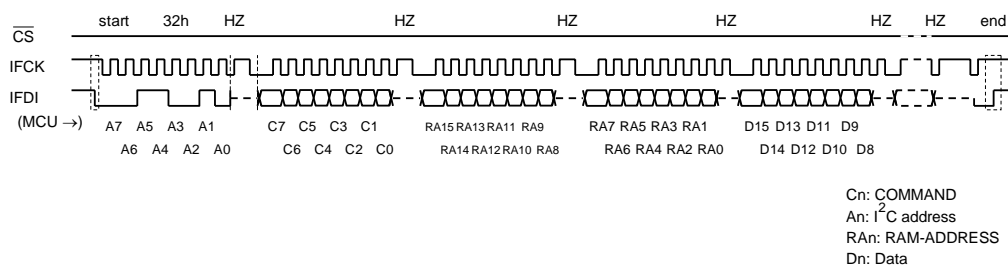 start 32h HZ HZ HZ HZ HZ HZ end
CS
IFCK
IFDI
(MCU →)
A7 A5 A3 A1 C7 C5 C3 C1 RA15 RA13 RA11 RA9 RA7 RA5 RA3 RA1 D15 D13 D11 D9
A6 A4 A2 A0 C6 C4 C2 C0 RA14 RA12 RA10 RA8 RA6 RA4 RA2 RA0 D14 D12 D10 D8
Cn: COMMAND
An: I²C address
RAn: RAM-ADDRESS
Dn: Data